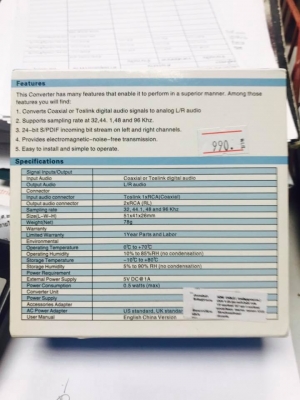 Features
This Converter has many features that enable it to perform in a superior manner. Among those
features you will find:
1. Converts Coaxial or Toslink digital audio signals to analog L/R audio
2. Supports sampling rate at 32, 44. 1, 48 and 96 Khz.
3. 24-bit S/PDIF incoming bit stream on left and right channels.
4. Provides electromagnetic-noise-free transmission.
5. Easy to install and simple to operate.
990.-
Specifications
Signal Inputs/Output
Input Audio Coaxial or Toslink digital audio
Output Audio L/R audio
Connector
Input audio connector Toslink 1xRCA(Coaxial)
Output audio connector 2xRCA (RL)
Sampling rate 32, 44.1, 48 and 96 Khz
Size(L-W-H) 51x41x26mm
Weight(Net) 78g
Warranty
Limited Warranty 1Year Parts and Labor
Environmental
Operating Temperature 0℃ to +70℃
Operating Humidity 10% to 85%RH (no condensation)
Storage Temperature -10℃ to +80℃
Storage Humidity 5% to 90% RH (no condensation)
Power Requirement
External Power Supply 5V DC@1A
Power Consumption 0.5 watts (max)
Converter Unit
Power Supply
Accessories Adapter
AC Power Adapter US standard, UK standar
User Manual English China Version